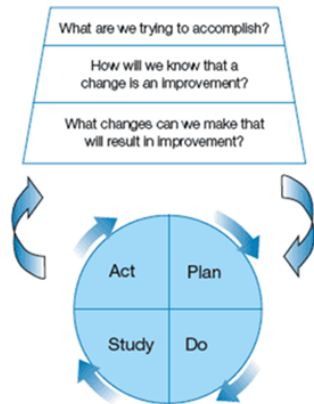 What are we trying to accomplish?
How will we know that a
change is an improvement?
What changes can we make that
will result in improvement?
Act
Plan
Study
Do